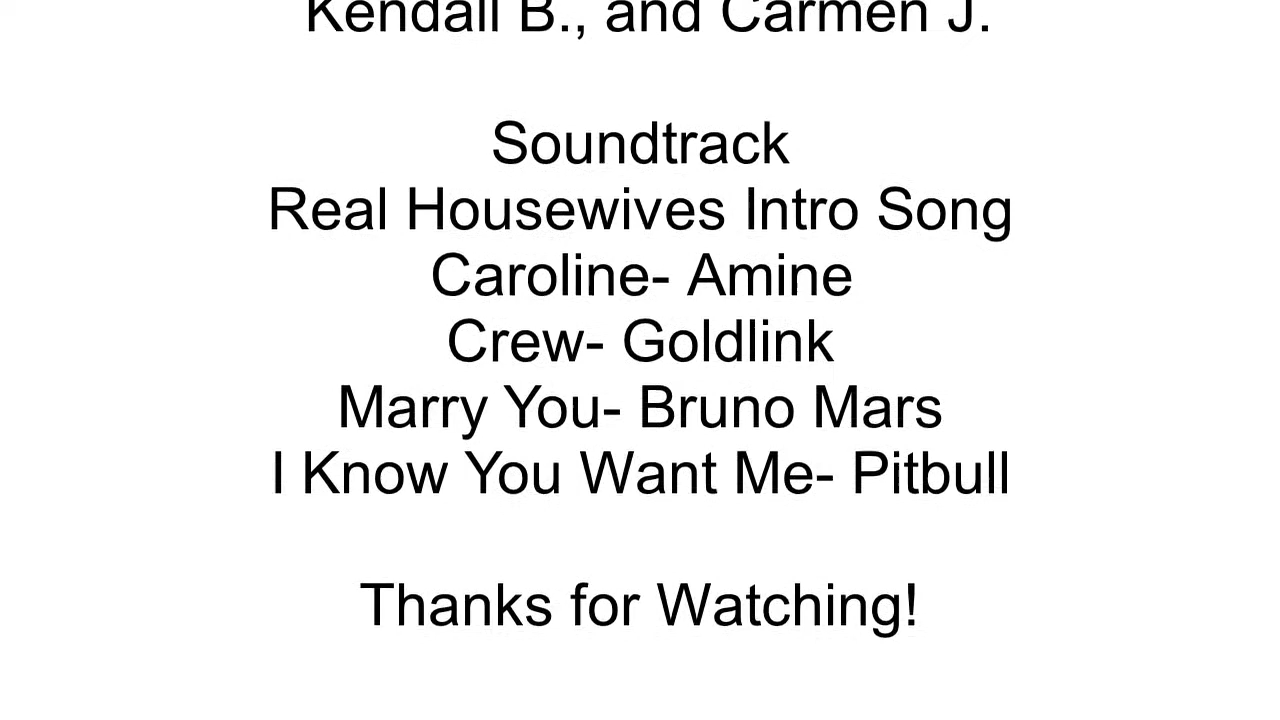 Kendall B., and Carmen J.
Soundtrack
Real Housewives Intro Song
Caroline- Amine
Crew- Goldlink
Marry You- Bruno Mars
I Know You Want Me- Pitbull
Thanks for Watching!